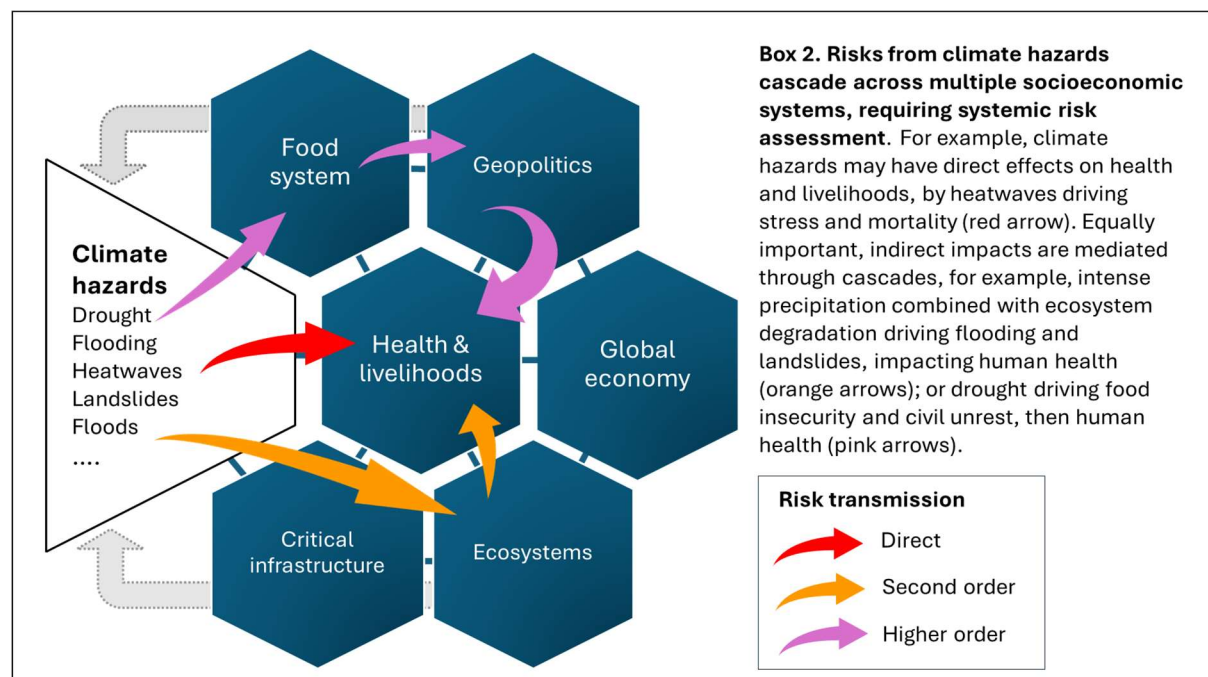 Food
system
Geopolitics
Climate
hazards
Drought
Flooding
Heatwaves
Landslides
Floods
....
Health &
livelihoods
Global
economy
Critical
infrastructure
Ecosystems
Box 2. Risks from climate hazards
cascade across multiple socioeconomic
systems, requiring systemic risk
assessment. For example, climate
hazards may have direct effects on health
and livelihoods, by heatwaves driving
stress and mortality (red arrow). Equally
important, indirect impacts are mediated
through cascades, for example, intense
precipitation combined with ecosystem
degradation driving flooding and
landslides, impacting human health
(orange arrows); or drought driving food
insecurity and civil unrest, then human
health (pink arrows).
Risk transmission
Direct
Second order
Higher order